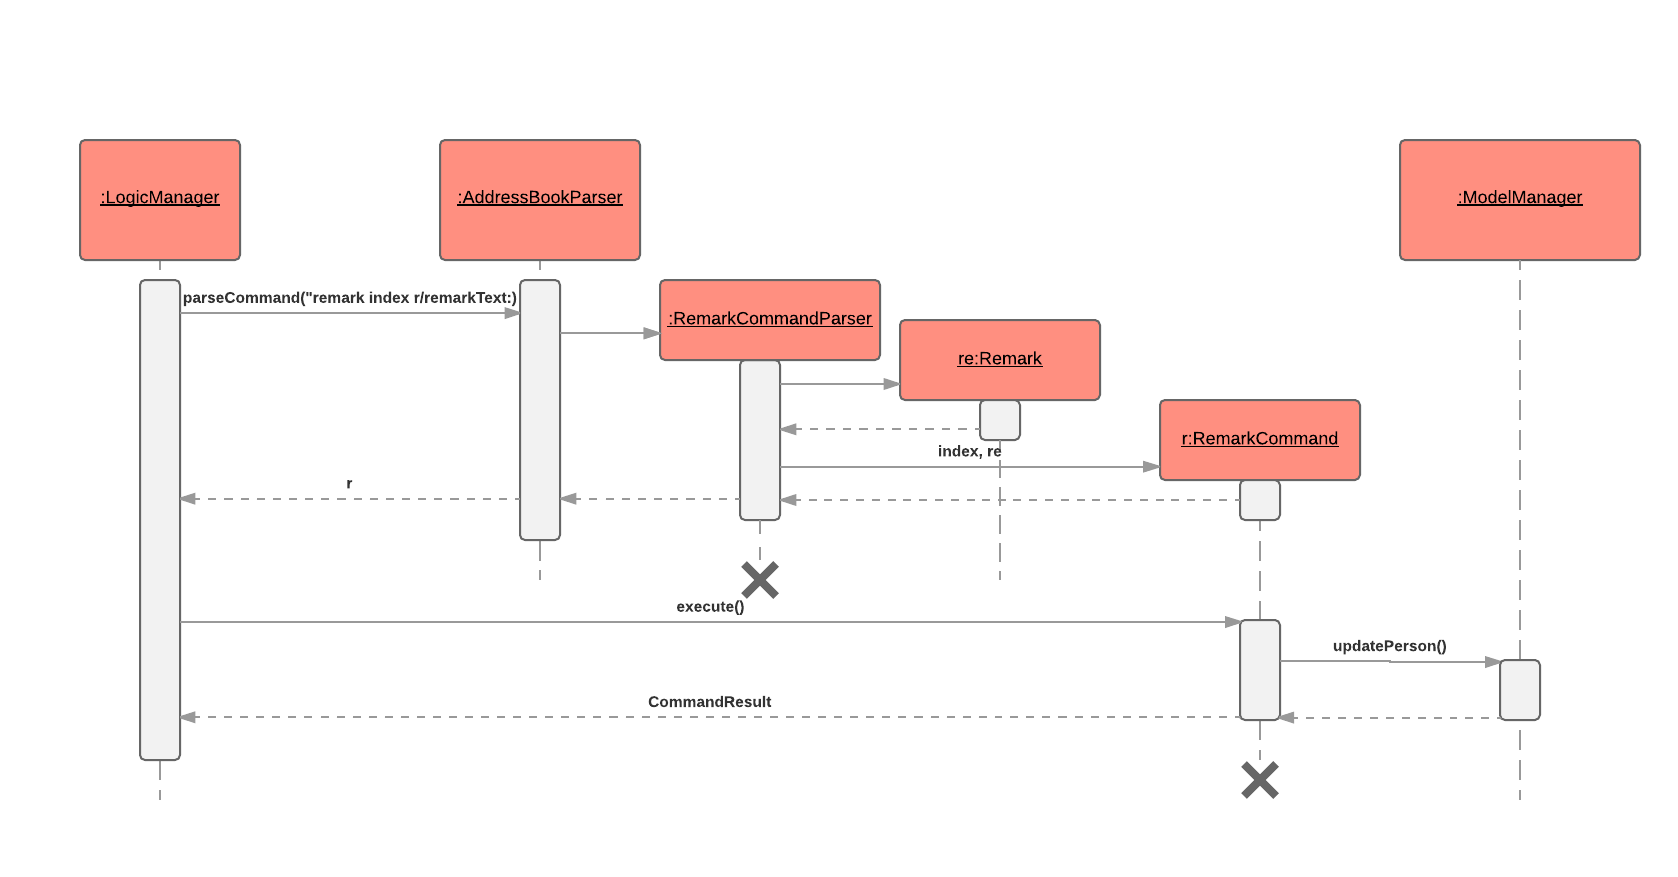 :LogicManager
:AddressBookParser
:ModelManager
parseCommand("remark index r/remarkText:)
:RemarkCommandParser
re:Remark
r:RemarkCommand
index, re
r
execute()
updatePerson()
CommandResult